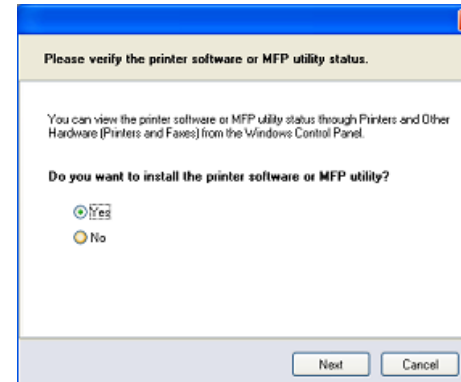 Please verify the printer software or MFP utility status.
You can view the printer software or MFP utility status through Printers and Other
Hardware (Printers and Faxes) from the Windows Control Panel.
Do you want to install the printer software or MFP utility?
Yes
No
Next
Cancel